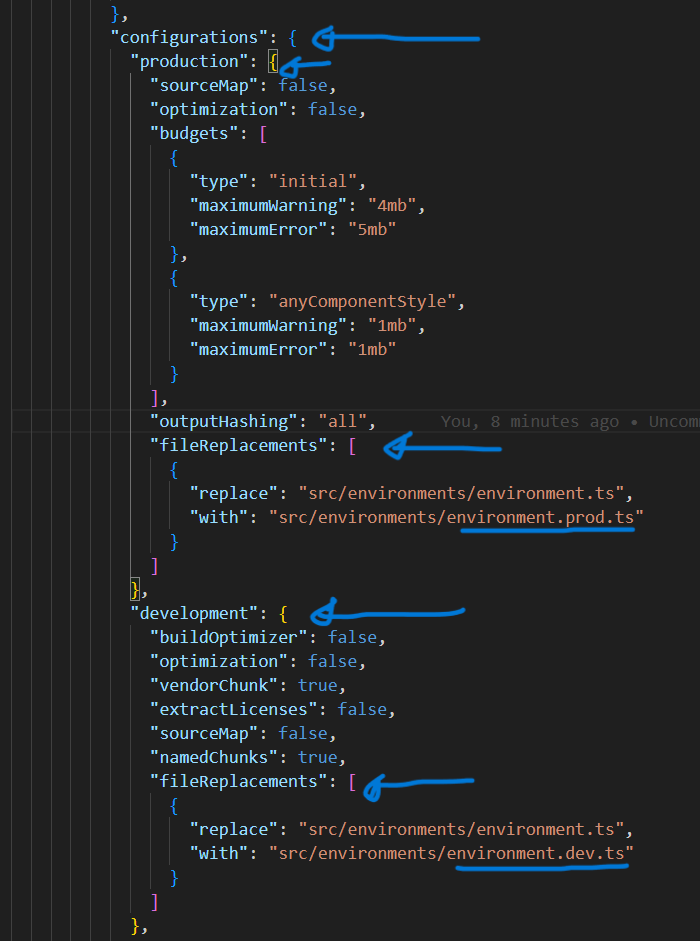 },
"configurations": {
"production": {
"sourceMap": false,
"optimization": false,
"budgets": [
{
"type": "initial",
"maximumWarning": "4mb",
"maximumError": "5mb"
},
{
"type": "anyComponentStyle",
"maximumWarning": "1mb",
"maximumError": "1mb"
}
],
"outputHashing": "all", You, 8 minutes ago • Uncomm
"fileReplacements": [
{
"replace": "src/environments/environment.ts",
"with": "src/environments/environment.prod.ts"
}
]
},
"development": {
"buildOptimizer": false,
"optimization": false,
"vendorChunk": true,
"extractLicenses": false,
"sourceMap": false,
"namedChunks": true,
"fileReplacements": [
{
"replace": "src/environments/environment.ts",
"with": "src/environments/environment.dev.ts"
}
]
},